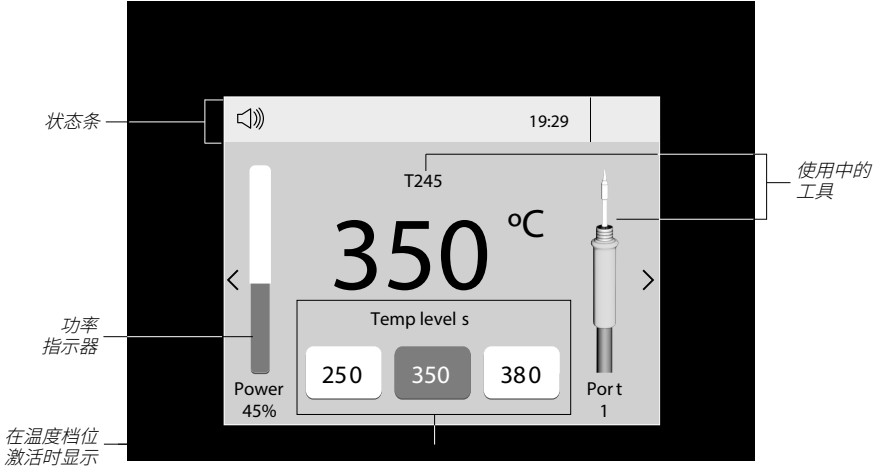 状态条
19:29
T245
使用中的
工具
350 ºC
Temp level s
250 350 380
功率
指示器
Power
45%
Port
1
在温度档位
激活时显示